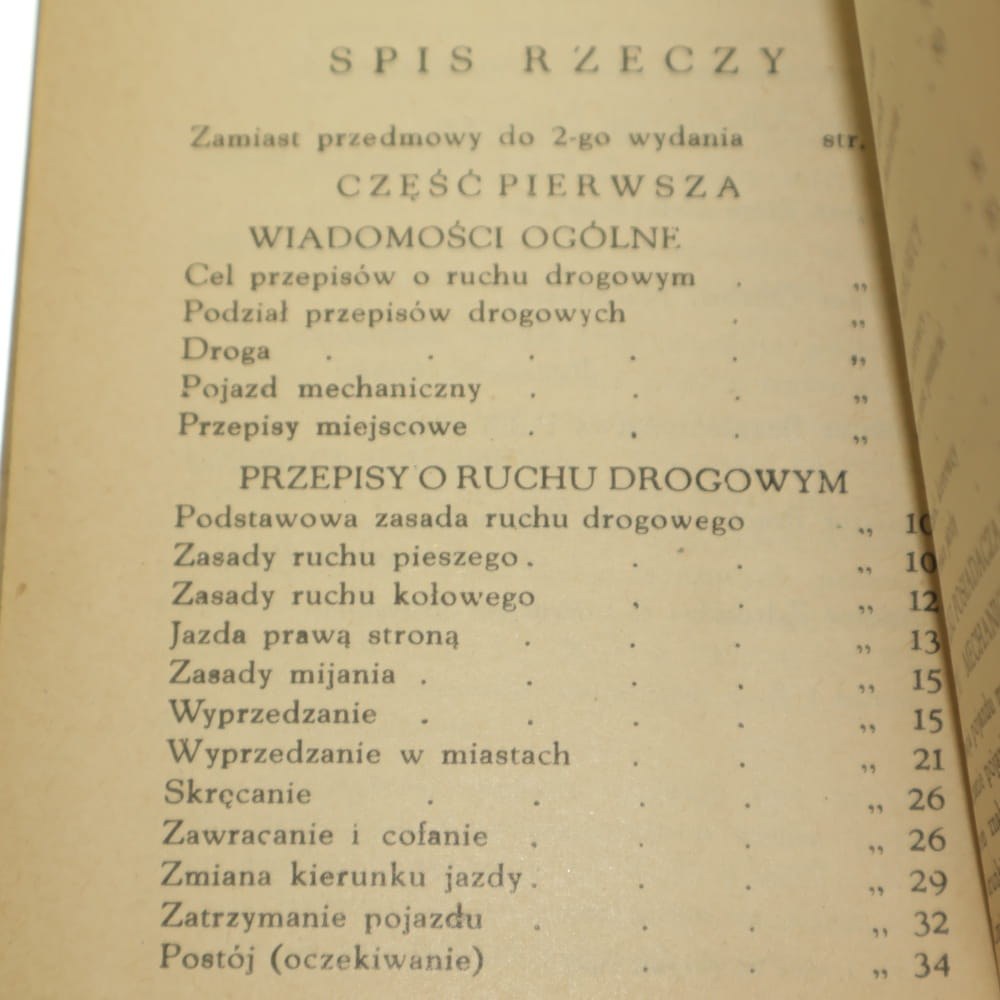 SPIS RZECZY
Zamiast przedmowy do 2-go wydania str.
CZĘŚĆ PIERWSZA
WIADOMOŚCI OGÓLNE
Cel przepisów o ruchu drogowym . „
Podział przepisów drogowych . „
Droga . . . . . „
Pojazd mechaniczny . . . „
Przepisy miejscowe . . . „
PRZEPISY O RUCHU DROGOWYM
Podstawowa zasada ruchu drogowego . „ 10
Zasady ruchu pieszego . . . „ 10
Zasady ruchu kołowego . . „ 12
Jazda prawą stroną . . . „ 13
Zasady mijania . . . . „ 15
Wyprzedzanie . . . . „ 15
Wyprzedzanie w miastach . . „ 21
Skręcanie . . . . „ 26
Zawracanie i cofanie . . . „ 26
Zmiana kierunku jazdy . . . „ 29
Zatrzymanie pojazdu . . . „ 32
Postój (oczekiwanie) . . „ 34